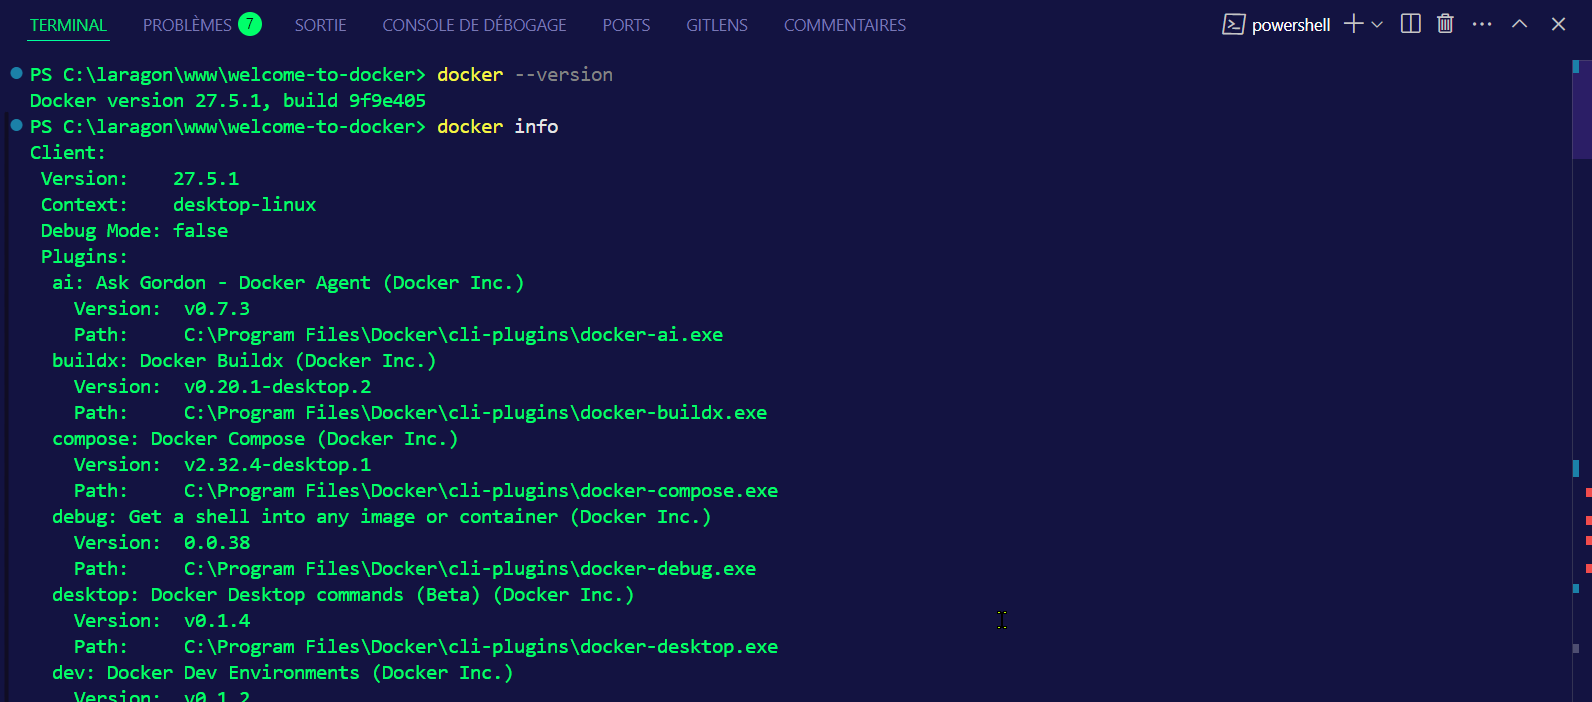 TERMINAL PROBLÈMES 7 SORTIE CONSOLE DE DÉBOGAGE PORTS GITLENS COMMENTAIRES powershell
PS C:\laragon\www\welcome-to-docker> docker --version
Docker version 27.5.1, build 9f9e405
PS C:\laragon\www\welcome-to-docker> docker info
Client:
 Version:    27.5.1
 Context:    desktop-linux
 Debug Mode: false
 Plugins:
  ai: Ask Gordon - Docker Agent (Docker Inc.)
    Version:  v0.7.3
    Path:     C:\Program Files\Docker\cli-plugins\docker-ai.exe
  buildx: Docker Buildx (Docker Inc.)
    Version:  v0.20.1-desktop.2
    Path:     C:\Program Files\Docker\cli-plugins\docker-buildx.exe
  compose: Docker Compose (Docker Inc.)
    Version:  v2.32.4-desktop.1
    Path:     C:\Program Files\Docker\cli-plugins\docker-compose.exe
  debug: Get a shell into any image or container (Docker Inc.)
    Version:  0.0.38
    Path:     C:\Program Files\Docker\cli-plugins\docker-debug.exe
  desktop: Docker Desktop commands (Beta) (Docker Inc.)
    Version:  v0.1.4
    Path:     C:\Program Files\Docker\cli-plugins\docker-desktop.exe
  dev: Docker Dev Environments (Docker Inc.)
    Version:  v0.1.2